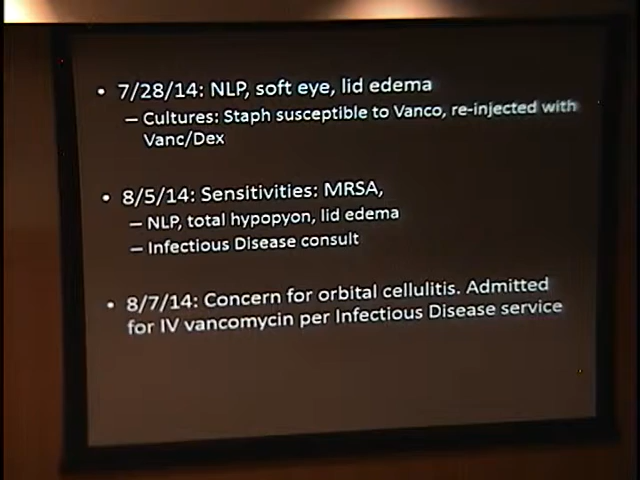 • 7/28/14: NLP, soft eye, lid edema
– Cultures: Staph susceptible to Vanco, re-injected with
Vanc/Dex
• 8/5/14: Sensitivities: MRSA,
– NLP, total hypopyon, lid edema
– Infectious Disease consult
• 8/7/14: Concern for orbital cellulitis. Admitted
for IV vancomycin per Infectious Disease service